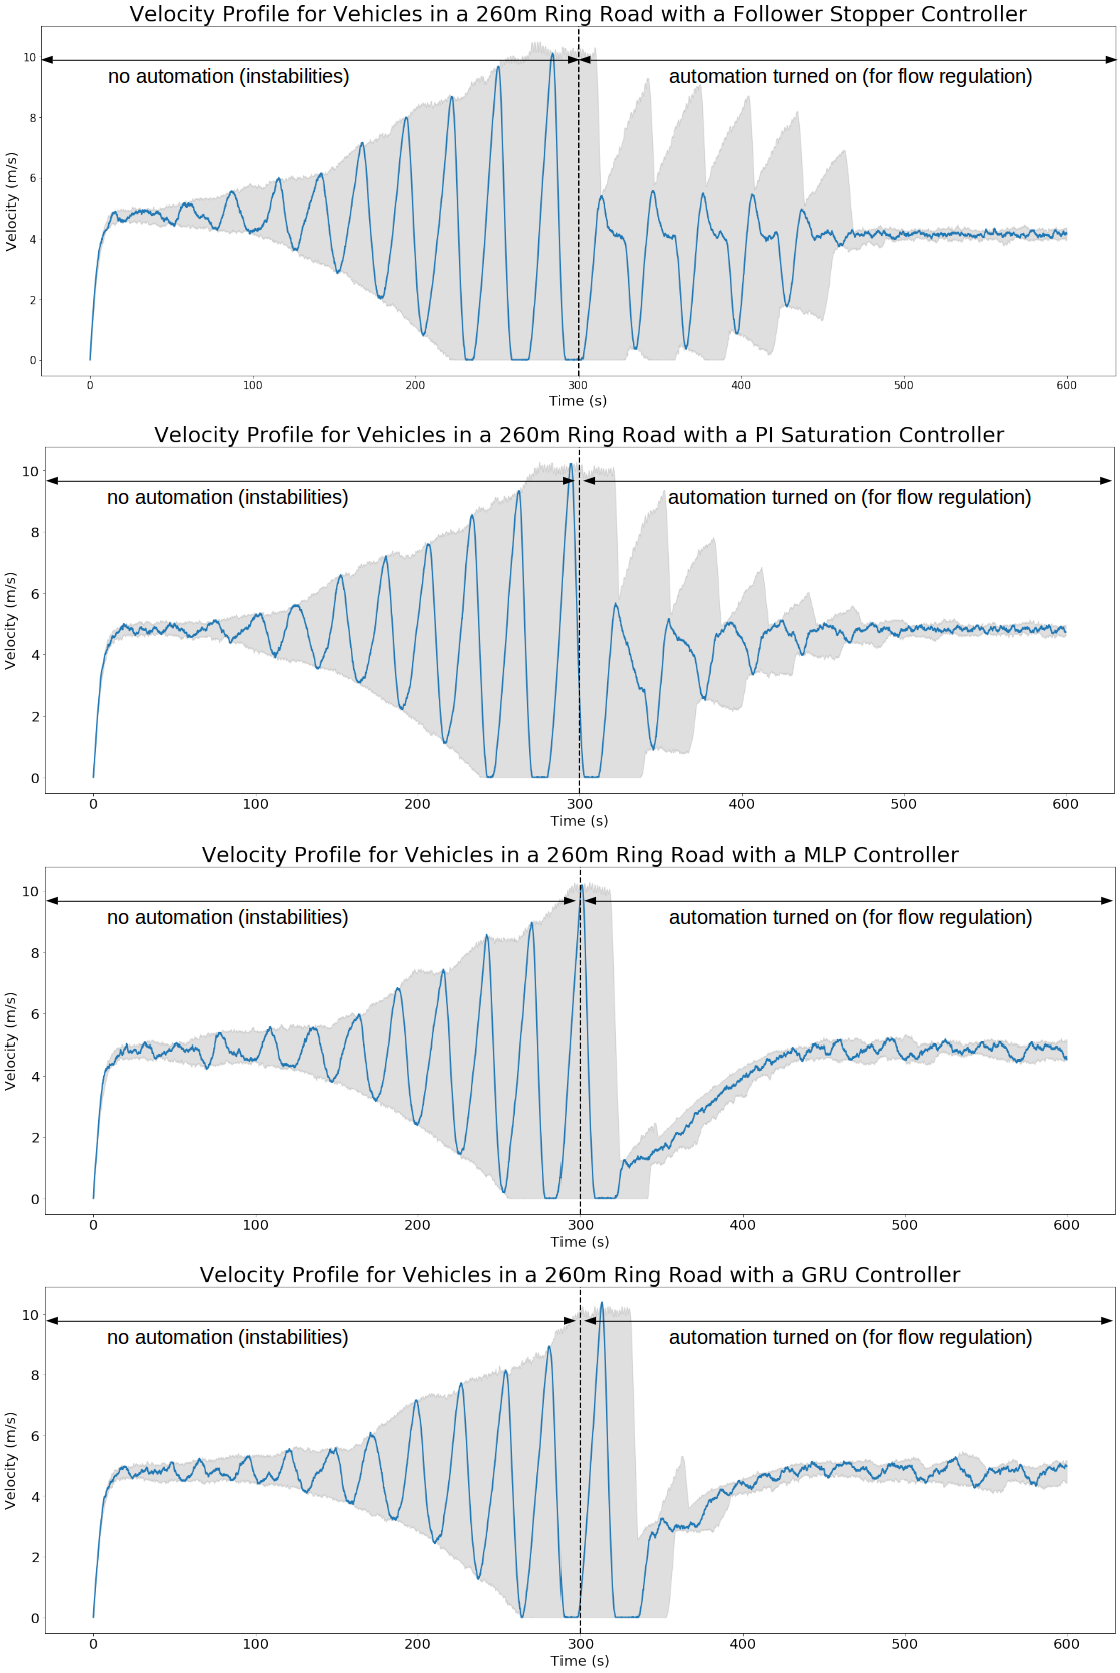 Velocity Profile for Vehicles in a 260m Ring Road with a Follower Stopper Controller
no automation (instabilities)
automation turned on (for flow regulation)
Velocity (m/s)
10
8
6
4
2
0
0 100 200 300 400 500 600
Time (s)
Velocity Profile for Vehicles in a 260m Ring Road with a PI Saturation Controller
no automation (instabilities)
automation turned on (for flow regulation)
Velocity (m/s)
10
8
6
4
2
0
0 100 200 300 400 500 600
Time (s)
Velocity Profile for Vehicles in a 260m Ring Road with a MLP Controller
no automation (instabilities)
automation turned on (for flow regulation)
Velocity (m/s)
10
8
6
4
2
0
0 100 200 300 400 500 600
Time (s)
Velocity Profile for Vehicles in a 260m Ring Road with a GRU Controller
no automation (instabilities)
automation turned on (for flow regulation)
Velocity (m/s)
10
8
6
4
2
0
0 100 200 300 400 500 600
Time (s)